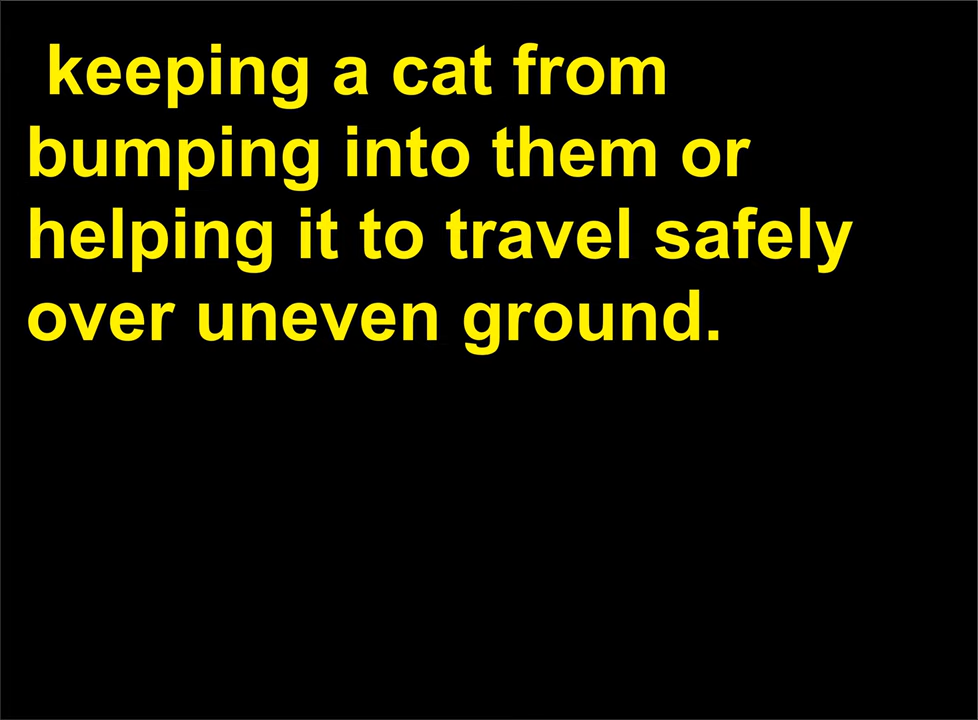 keeping a cat from
bumping into them or
helping it to travel safely
over uneven ground.